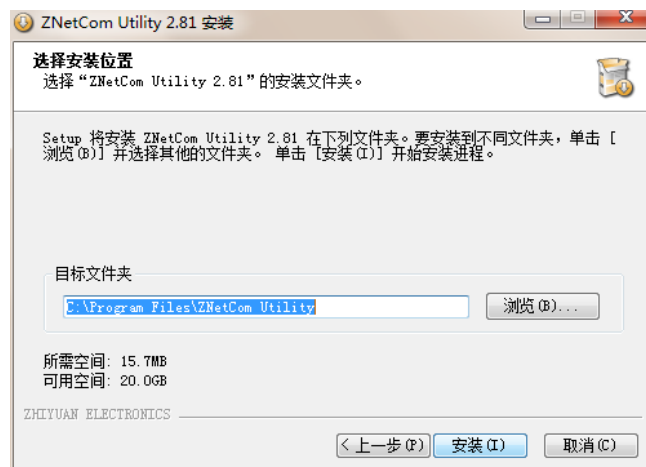 ZNetCom Utility 2.81 安装
选择安装位置
选择“ZNetCom Utility 2.81”的安装文件夹。
Setup 将安装 ZNetCom Utility 2.81 在下列文件夹。要安装到不同文件夹，单击 [
浏览(B)] 并选择其他的文件夹。 单击 [安装(I)] 开始安装进程。
目标文件夹
C:\Program Files\ZNetCom Utility
浏览(B)...
所需空间: 15.7MB
可用空间: 20.0GB
ZHIYUAN ELECTRONICS
< 上一步(P) 安装(I) 取消(C)